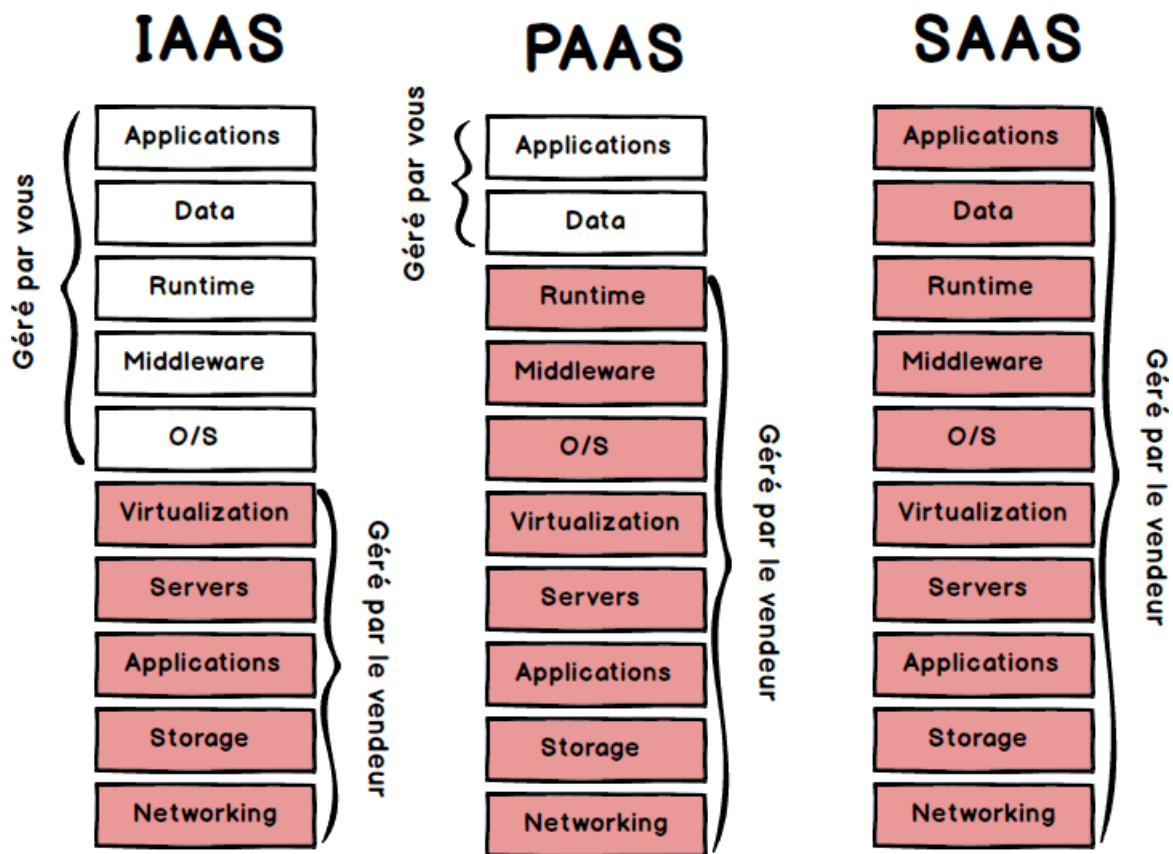 IAAS
Géré par vous
Applications
Data
Runtime
Middleware
O/S
Virtualization
Servers
Applications
Storage
Networking
Géré par le vendeur
PAAS
Géré par vous
Applications
Data
Runtime
Middleware
O/S
Virtualization
Servers
Applications
Storage
Networking
Géré par le vendeur
SAAS
Applications
Data
Runtime
Middleware
O/S
Virtualization
Servers
Applications
Storage
Networking
Géré par le vendeur